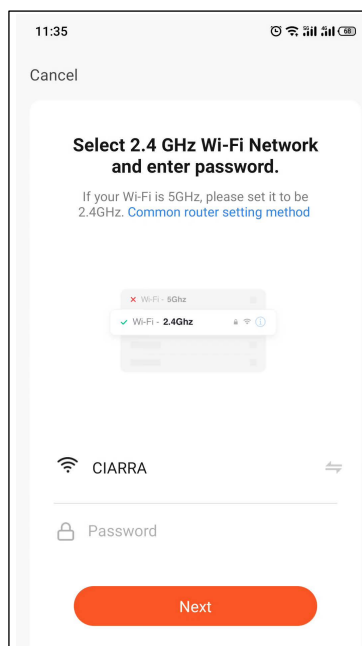 11:35
68
Cancel
Select 2.4 GHz Wi-Fi Network
and enter password.
If your Wi-Fi is 5GHz, please set it to be
2.4GHz. Common router setting method
Wi-Fi - 5Ghz
Wi-Fi - 2.4Ghz
CIARRA
Password
Next